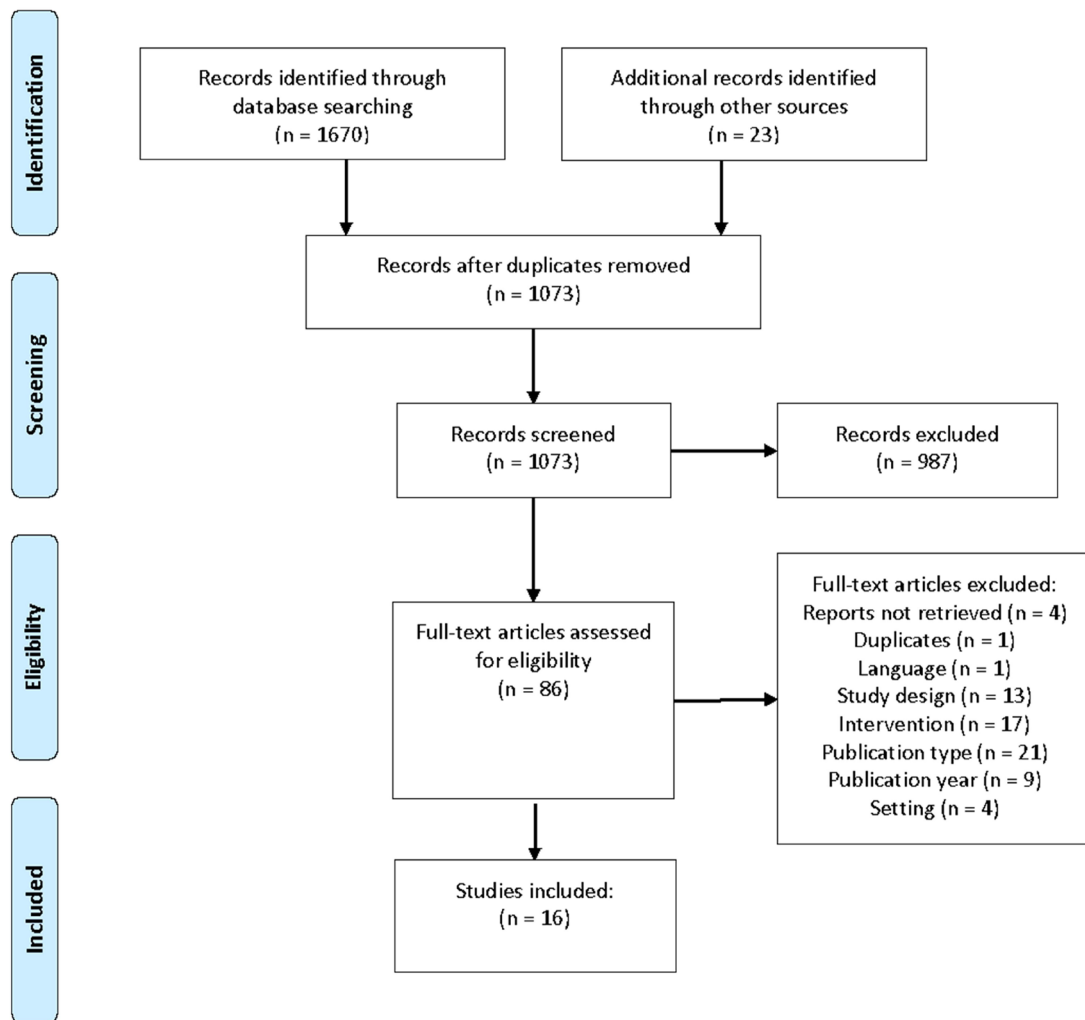 Identification
Records identified through
database searching
(n = 1670)
Additional records identified
through other sources
(n = 23)
Records after duplicates removed
(n = 1073)
Screening
Records screened
(n = 1073)
Records excluded
(n = 987)
Eligibility
Full-text articles assessed
for eligibility
(n = 86)
Full-text articles excluded:
Reports not retrieved (n = 4)
Duplicates (n = 1)
Language (n = 1)
Study design (n = 13)
Intervention (n = 17)
Publication type (n = 21)
Publication year (n = 9)
Setting (n = 4)
Included
Studies included:
(n = 16)